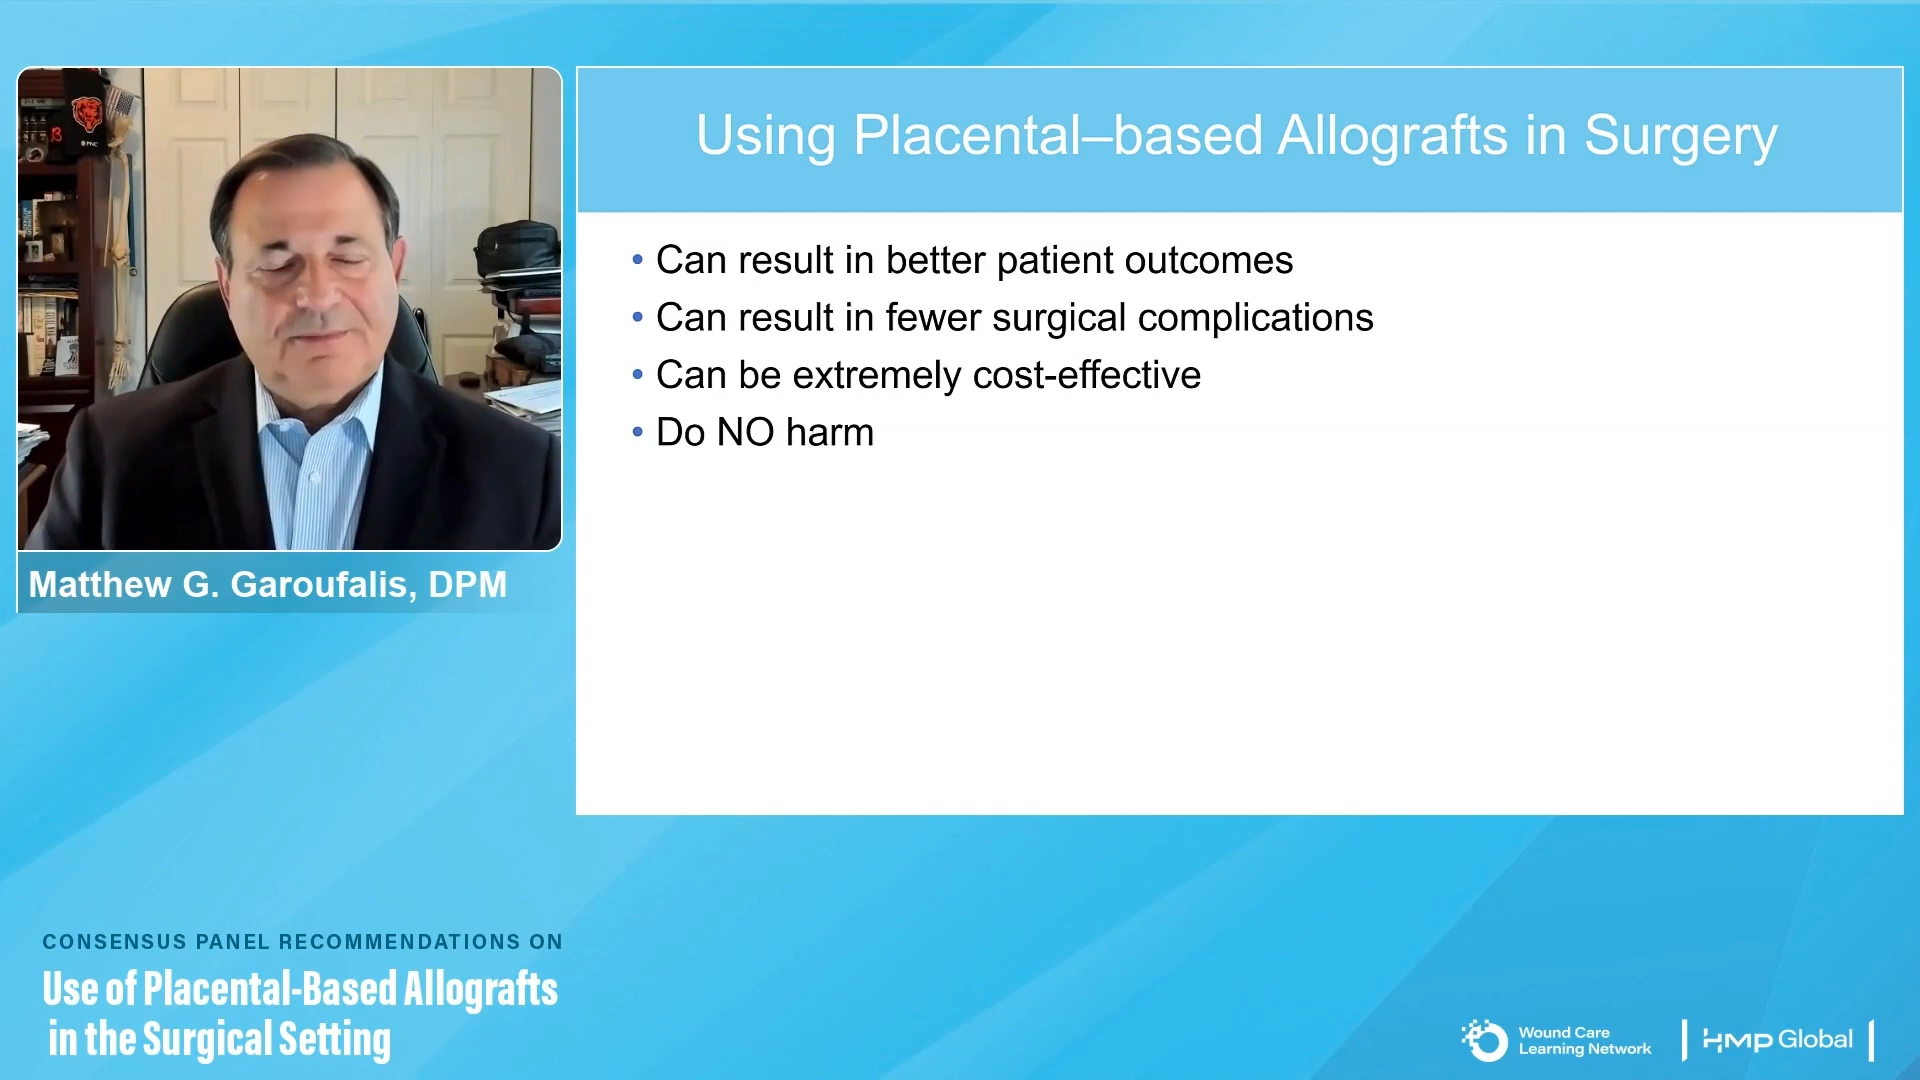 PNC
Matthew G. Garoufalis, DPM
Using Placental–based Allografts in Surgery
• Can result in better patient outcomes
• Can result in fewer surgical complications
• Can be extremely cost-effective
• Do NO harm
CONSENSUS PANEL RECOMMENDATIONS ON
Use of Placental-Based Allografts
in the Surgical Setting
Wound Care
Learning Network
HMP Global